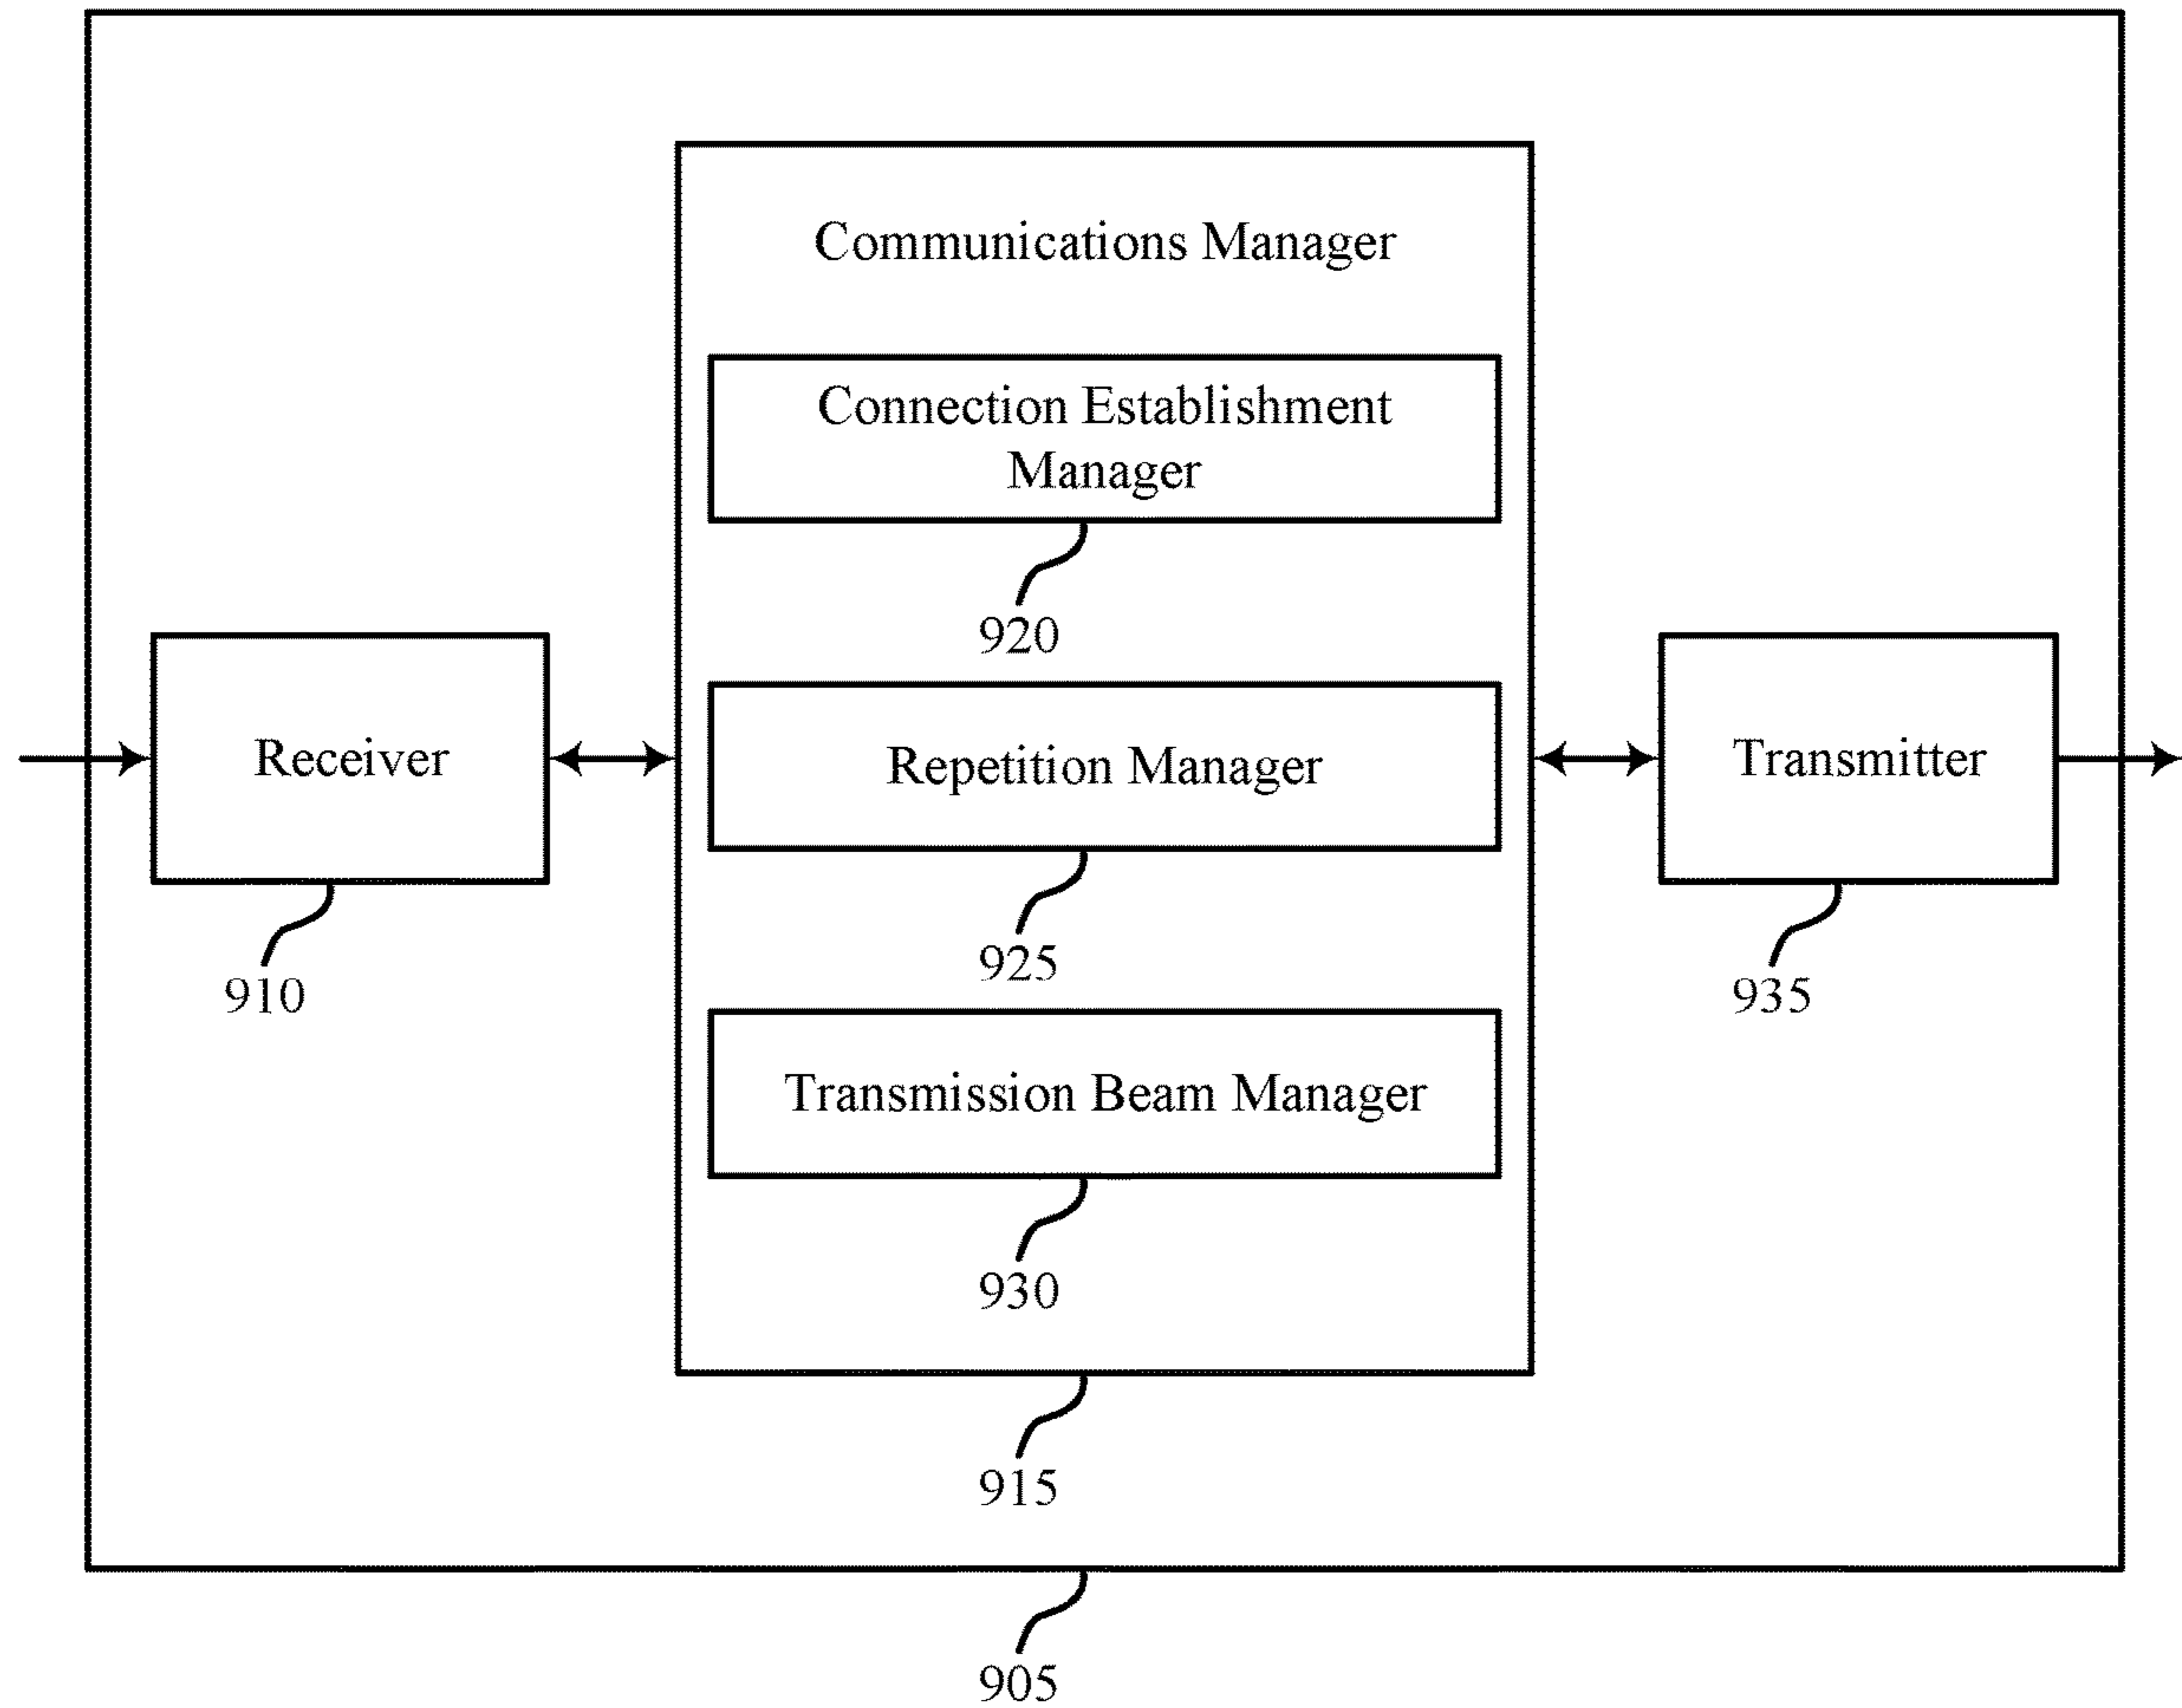 Communications Manager
Connection Establishment
Manager
920
Receiver
910
Repetition Manager
925
Transmitter
935
Transmission Beam Manager
930
915
905